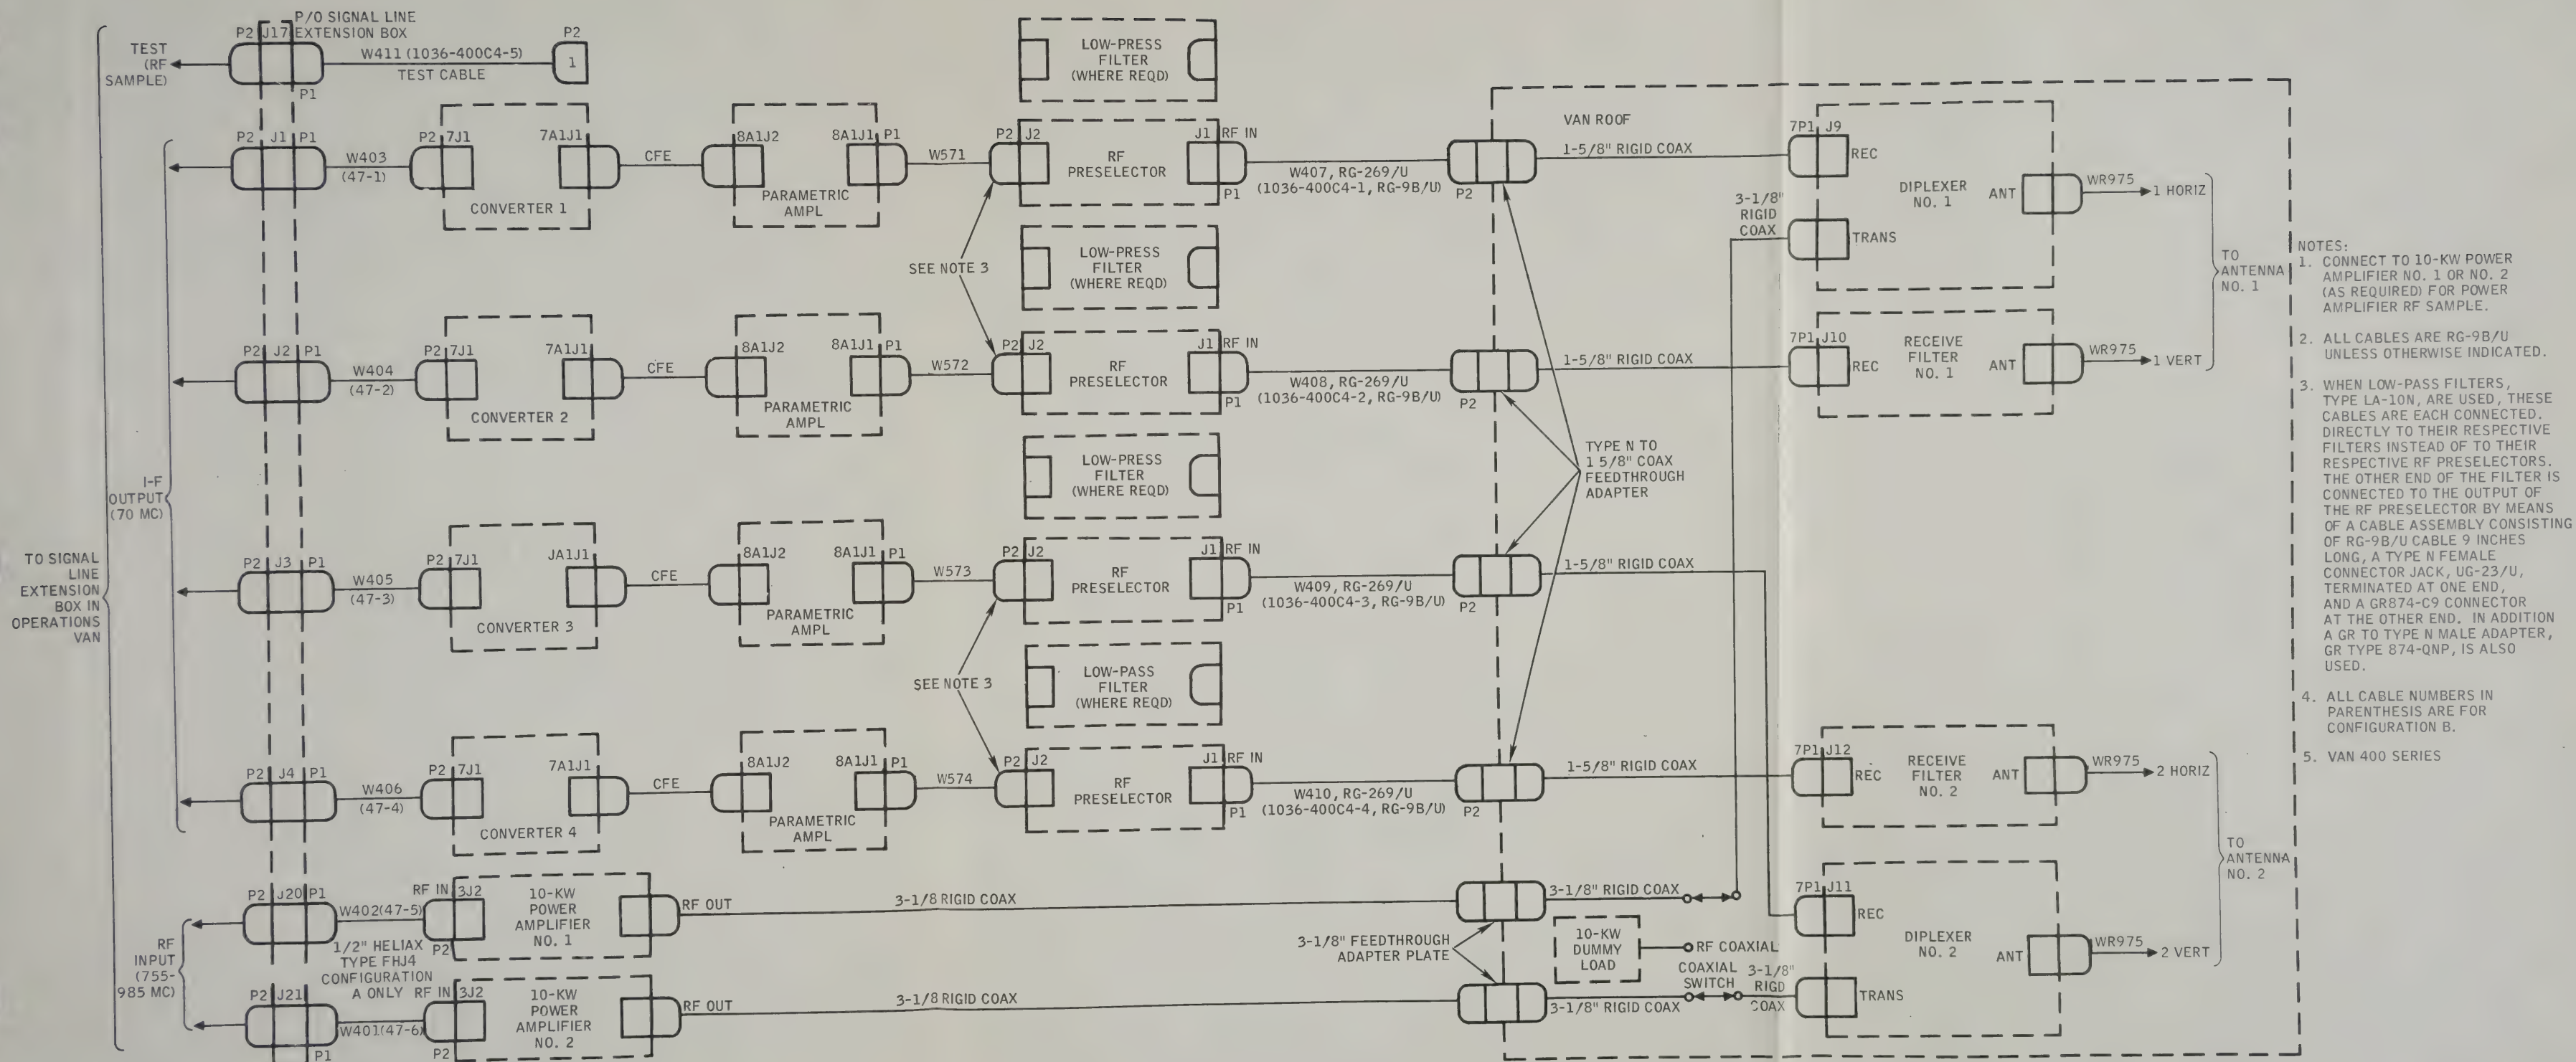 P/O SIGNAL LINE
EXTENSION BOX
P2 J17
TEST
(RF
SAMPLE)
W411 (1036-400C4-5)
TEST CABLE
P1
P2
1
LOW-PRESS
FILTER
(WHERE REQD)
P2 J1 P1
W403
(47-1)
P2 7J1
7A1J1
CONVERTER 1
CFE
8A1J2
8A1J1 P1
PARAMETRIC
AMPL
W571
P2 J2
RF
PRESELECTOR
J1 RF IN
P1
W407, RG-269/U
(1036-400C4-1, RG-9B/U)
P2
VAN ROOF
1-5/8" RIGID COAX
7P1 J9
REC
3-1/8"
RIGID
COAX
TRANS
DIPLEXER
NO. 1
ANT
WR975
1 HORIZ
SEE NOTE 3
LOW-PRESS
FILTER
(WHERE REQD)
P2 J2 P1
W404
(47-2)
P2 7J1
7A1J1
CONVERTER 2
CFE
8A1J2
8A1J1 P1
PARAMETRIC
AMPL
W572
P2 J2
RF
PRESELECTOR
J1 RF IN
P1
W408, RG-269/U
(1036-400C4-2, RG-9B/U)
P2
1-5/8" RIGID COAX
7P1 J10
REC
RECEIVE
FILTER
NO. 1
ANT
WR975
1 VERT
TO
ANTENNA
NO. 1
LOW-PRESS
FILTER
(WHERE REQD)
TYPE N TO
1 5/8" COAX
FEEDTHROUGH
ADAPTER
I-F
OUTPUT
(70 MC)
TO SIGNAL
LINE
EXTENSION
BOX IN
OPERATIONS
VAN
P2 J3 P1
W405
(47-3)
P2 7J1
JA1J1
CONVERTER 3
CFE
8A1J2
8A1J1 P1
PARAMETRIC
AMPL
W573
P2 J2
RF
PRESELECTOR
J1 RF IN
P1
W409, RG-269/U
(1036-400C4-3, RG-9B/U)
P2
1-5/8" RIGID COAX
SEE NOTE 3
LOW-PASS
FILTER
(WHERE REQD)
P2 J4 P1
W406
(47-4)
P2 7J1
7A1J1
CONVERTER 4
CFE
8A1J2
8A1J1 P1
PARAMETRIC
AMPL
W574
P2 J2
RF
PRESELECTOR
J1 RF IN
P1
W410, RG-269/U
(1036-400C4-4, RG-9B/U)
P2
1-5/8" RIGID COAX
7P1 J12
REC
RECEIVE
FILTER
NO. 2
ANT
WR975
2 HORIZ
TO
ANTENNA
NO. 2
P2 J20 P1
W402(47-5)
RF IN 3J2
P2
10-KW
POWER
AMPLIFIER
NO. 1
RF OUT
3-1/8 RIGID COAX
3-1/8" RIGID COAX
7P1 J11
REC
DIPLEXER
NO. 2
ANT
WR975
2 VERT
TRANS
RF
INPUT
(755-
985 MC)
1/2" HELIAX
TYPE FHJ4
CONFIGURATION
A ONLY
3-1/8" FEEDTHROUGH
ADAPTER PLATE
10-KW
DUMMY
LOAD
RF COAXIAL
COAXIAL
SWITCH
3-1/8"
RIGD
COAX
P2 J21
P1
W401(47-6)
RF IN 3J2
P2
10-KW
POWER
AMPLIFIER
NO. 2
RF OUT
3-1/8 RIGID COAX
3-1/8" RIGID COAX
NOTES:
1. CONNECT TO 10-KW POWER
AMPLIFIER NO. 1 OR NO. 2
(AS REQUIRED) FOR POWER
AMPLIFIER RF SAMPLE.
2. ALL CABLES ARE RG-9B/U
UNLESS OTHERWISE INDICATED.
3. WHEN LOW-PASS FILTERS,
TYPE LA-10N, ARE USED, THESE
CABLES ARE EACH CONNECTED.
DIRECTLY TO THEIR RESPECTIVE
FILTERS INSTEAD OF TO THEIR
RESPECTIVE RF PRESELECTORS.
THE OTHER END OF THE FILTER IS
CONNECTED TO THE OUTPUT OF
THE RF PRESELECTOR BY MEANS
OF A CABLE ASSEMBLY CONSISTING
OF RG-9B/U CABLE 9 INCHES
LONG, A TYPE N FEMALE
CONNECTOR JACK, UG-23/U,
TERMINATED AT ONE END,
AND A GR874-C9 CONNECTOR
AT THE OTHER END. IN ADDITION
A GR TO TYPE N MALE ADAPTER,
GR TYPE 874-QNP, IS ALSO
USED.
4. ALL CABLE NUMBERS IN
PARENTHESIS ARE FOR
CONFIGURATION B.
5. VAN 400 SERIES